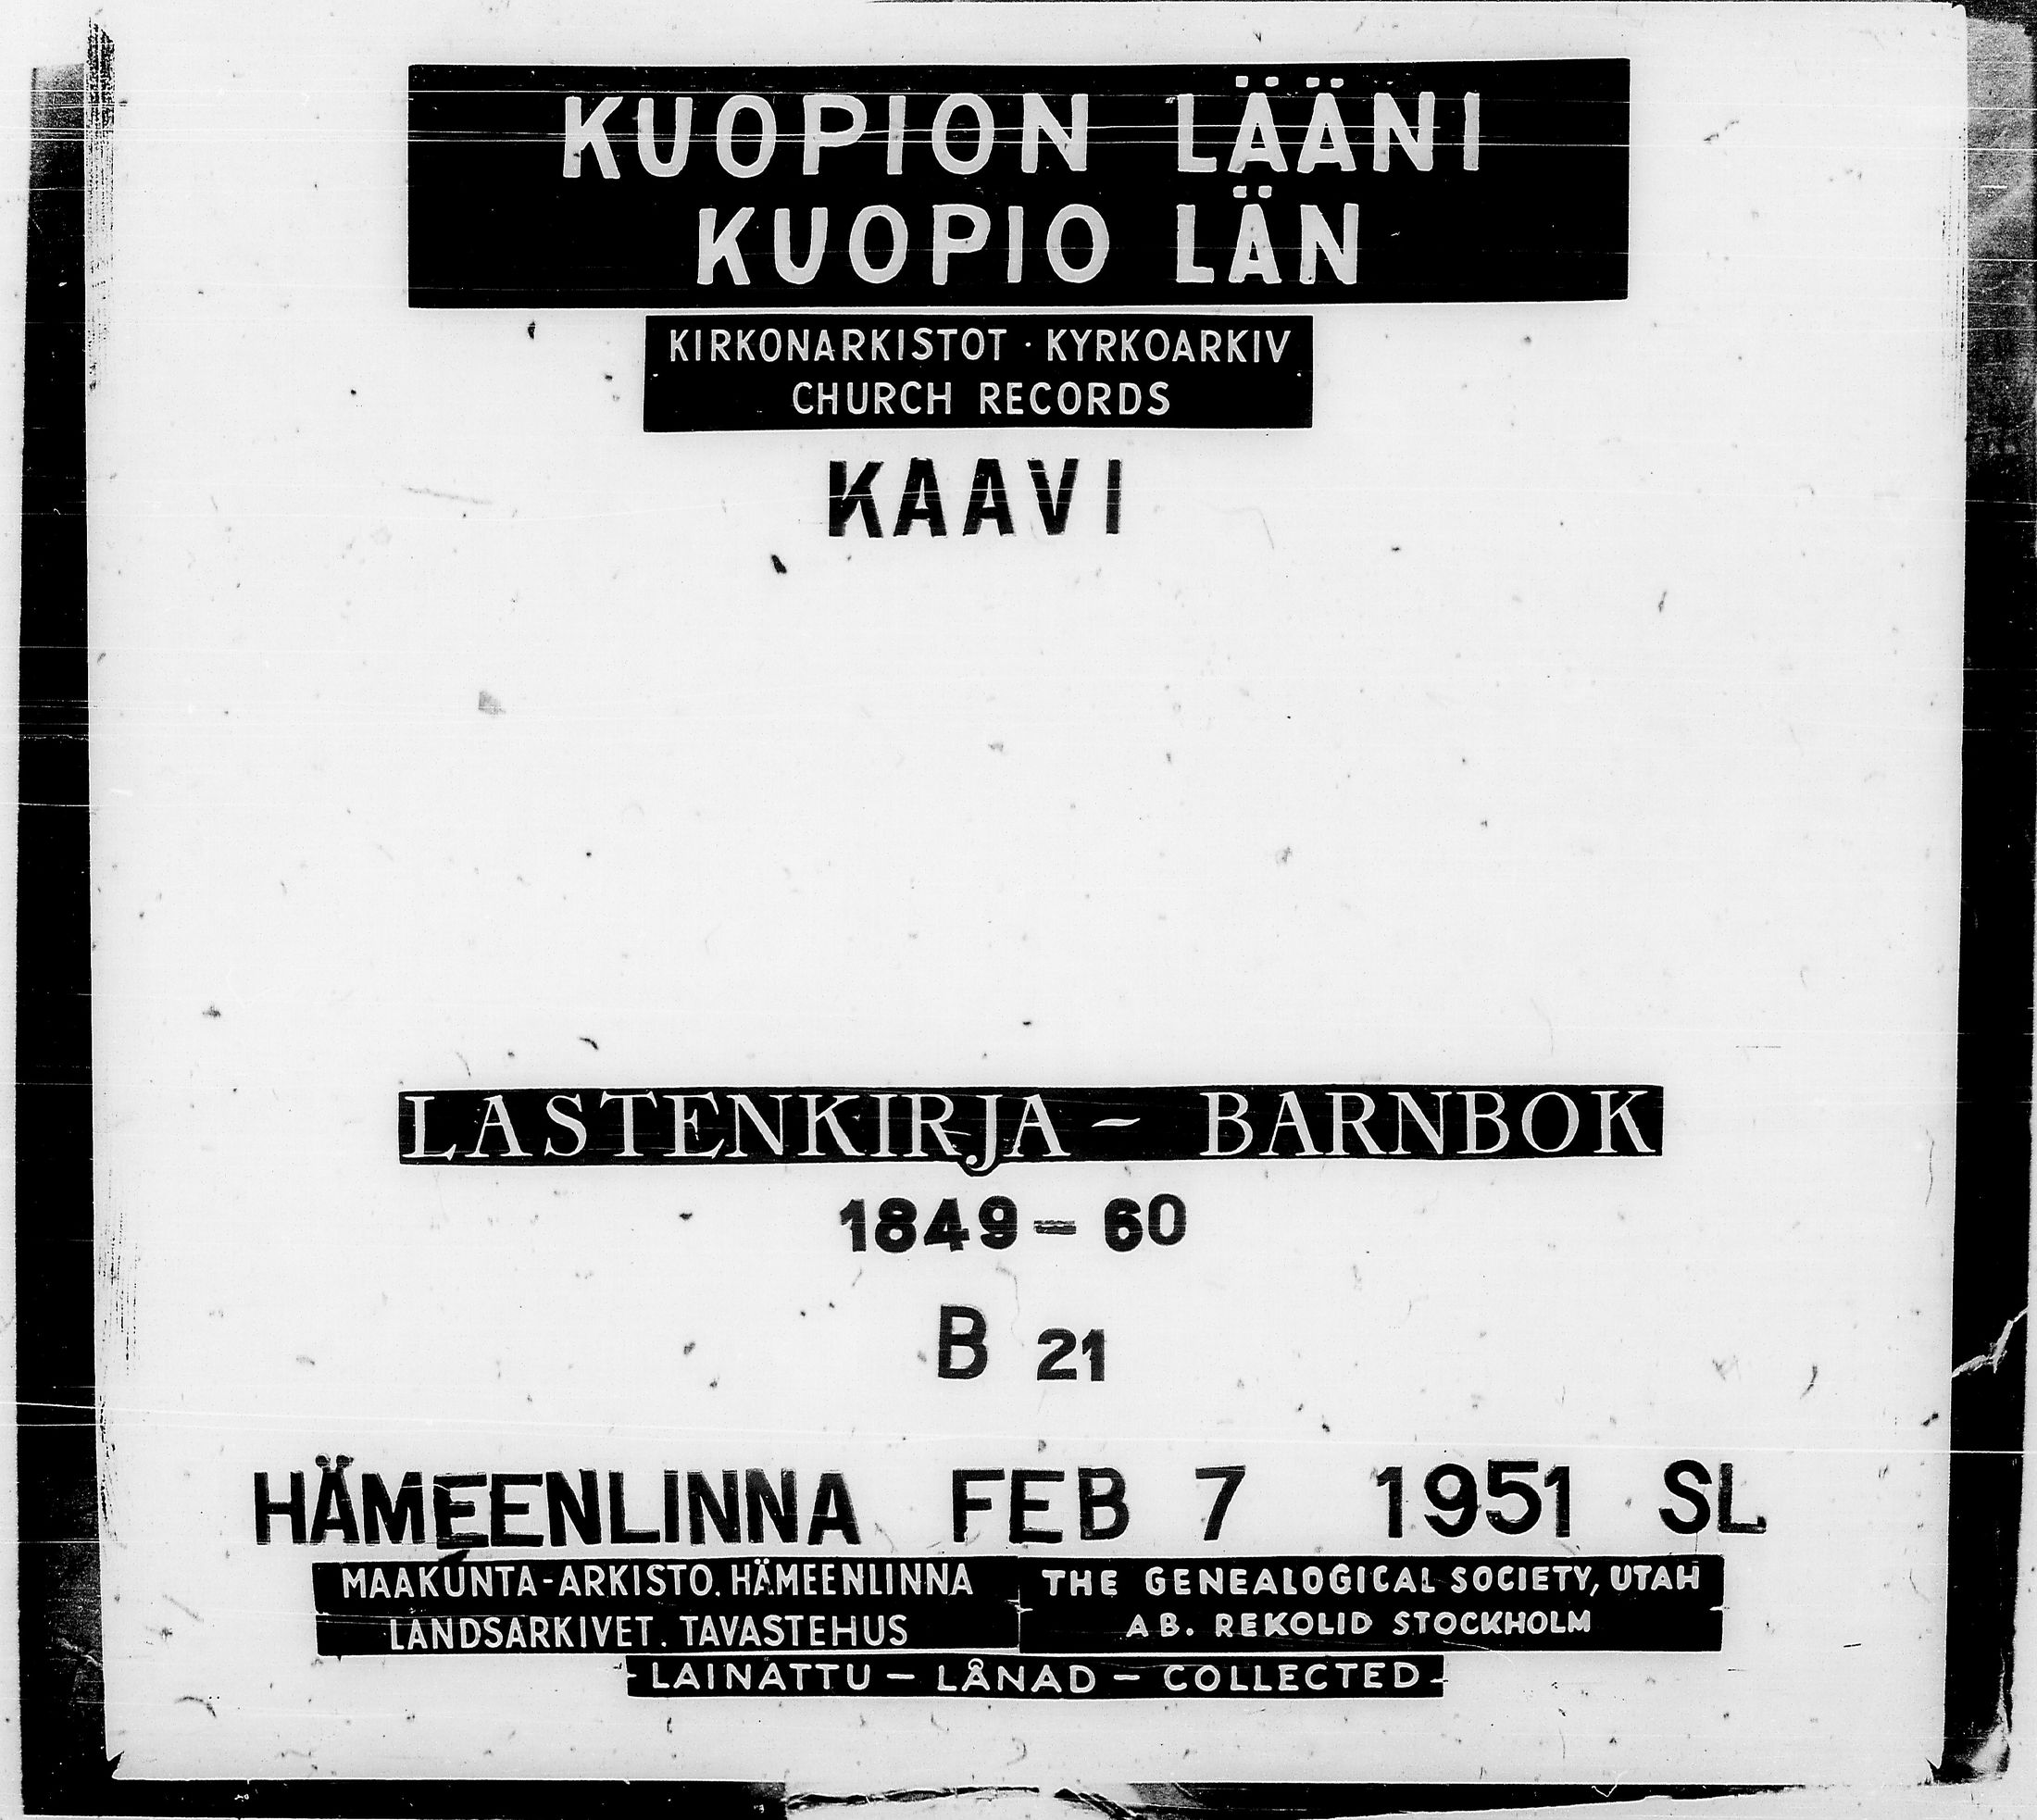 KUOPION LÄÄNI
KUOPIO LÄN
KIRKONARKISTOT · KYRKOARKIV
CHURCH RECORDS
KAAVI
LASTENKIRJA - BARNBOK
1849 - 60
B 21
HÄMEENLINNA FEB 7 1951 SL
MAAKUNTA-ARKISTO. HÄMEENLINNA
LANDSARKIVET. TAVASTEHUS
THE GENEALOGICAL SOCIETY, UTAH
AB. REKOLID STOCKHOLM
LAINATTU - LÅNAD - COLLECTED